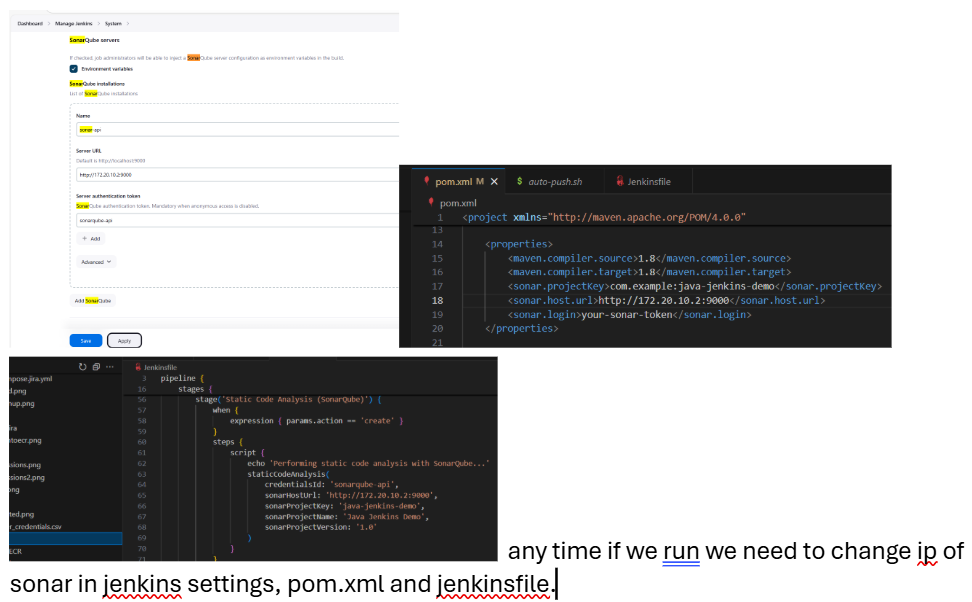 Dashboard > Manage Jenkins > System >
SonarQube servers
If checked, job administrators will be able to inject a SonarQube server configuration as environment variables in the build.
Environment variables
SonarQube installations
List of SonarQube installations
Name
sonar-api
Server URL
Default is http://localhost:9000
http://172.20.10.2:9000
Server authentication token
SonarQube authentication token. Mandatory when anonymous access is disabled.
sonarqube-api
+ Add
Advanced
Add SonarQube
Save Apply
pom.xml M × $ auto-push.sh Jenkinsfile
pom.xml
1 <project xmlns="http://maven.apache.org/POM/4.0.0"
13
14 <properties>
15 <maven.compiler.source>1.8</maven.compiler.source>
16 <maven.compiler.target>1.8</maven.compiler.target>
17 <sonar.projectKey>com.example:java-jenkins-demo</sonar.projectKey>
18 <sonar.host.url>http://172.20.10.2:9000</sonar.host.url>
19 <sonar.login>your-sonar-token</sonar.login>
20 </properties>
21
npose.jira.yml
d.png
nup.png
ira
ntoecr.png
ssions.png
ssions2.png
ong
ted.png
r_credentials.csv
ECR
Jenkinsfile
3 pipeline {
16 stages {
56 stage('Static Code Analysis (SonarQube)') {
57 when {
58 expression { params.action == 'create' }
59 }
60 steps {
61 script {
62 echo 'Performing static code analysis with SonarQube...'
63 staticCodeAnalysis(
64 credentialsId: 'sonarqube-api',
65 sonarHostUrl: 'http://172.20.10.2:9000',
66 sonarProjectKey: 'java-jenkins-demo',
67 sonarProjectName: 'Java Jenkins Demo',
68 sonarProjectVersion: '1.0'
69 )
70 }
71 }
any time if we run we need to change ip of
sonar in jenkins settings, pom.xml and jenkinsfile.